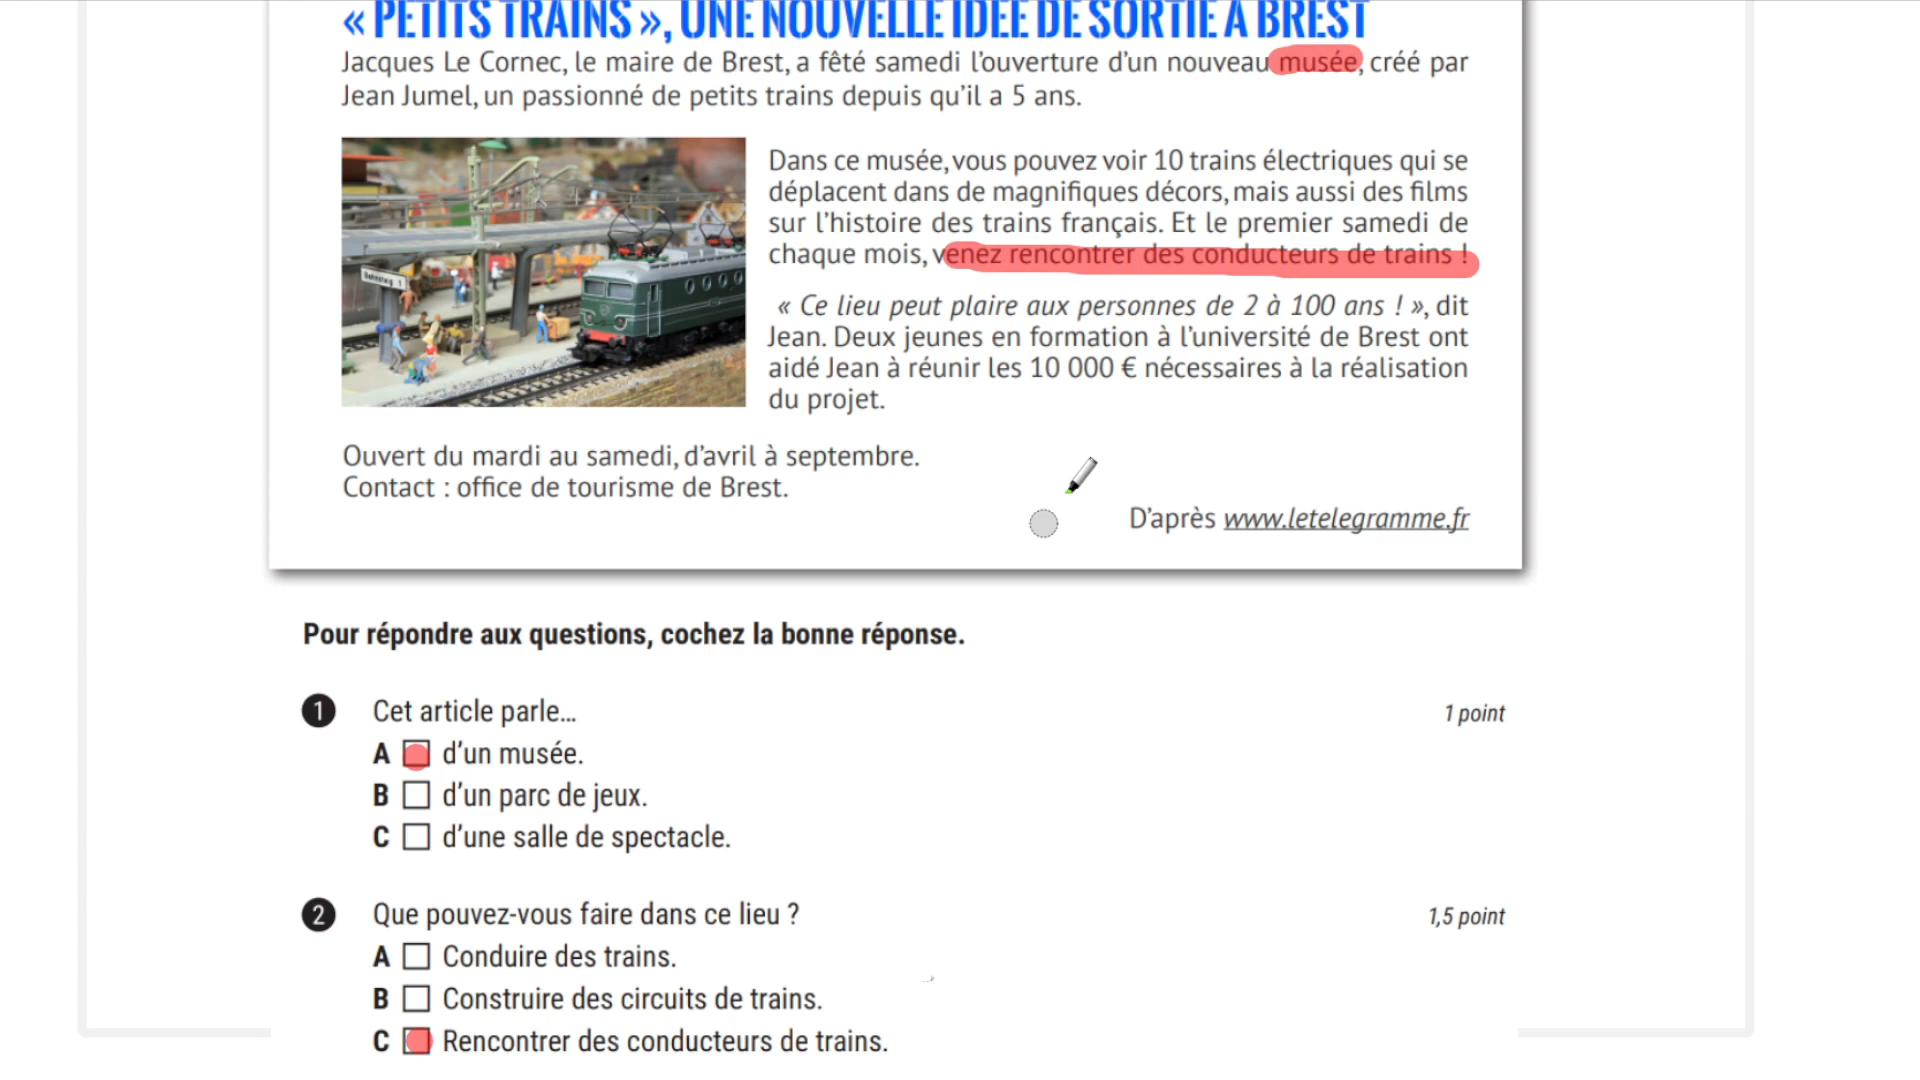 « PETITS TRAINS », UNE NOUVELLE IDÉE DE SORTIE À BREST
Jacques Le Cornec, le maire de Brest, a fêté samedi l'ouverture d'un nouveau musée, créé par
Jean Jumel, un passionné de petits trains depuis qu'il a 5 ans.
Dans ce musée, vous pouvez voir 10 trains électriques qui se
déplacent dans de magnifiques décors, mais aussi des films
sur l'histoire des trains français. Et le premier samedi de
chaque mois, venez rencontrer des conducteurs de trains !
« Ce lieu peut plaire aux personnes de 2 à 100 ans ! », dit
Jean. Deux jeunes en formation à l'université de Brest ont
aidé Jean à réunir les 10 000 € nécessaires à la réalisation
du projet.
Ouvert du mardi au samedi, d'avril à septembre.
Contact : office de tourisme de Brest.
D'après www.letelegramme.fr
Pour répondre aux questions, cochez la bonne réponse.
1 Cet article parle... 1 point
A d'un musée.
B d'un parc de jeux.
C d'une salle de spectacle.
2 Que pouvez-vous faire dans ce lieu ? 1,5 point
A Conduire des trains.
B Construire des circuits de trains.
C Rencontrer des conducteurs de trains.